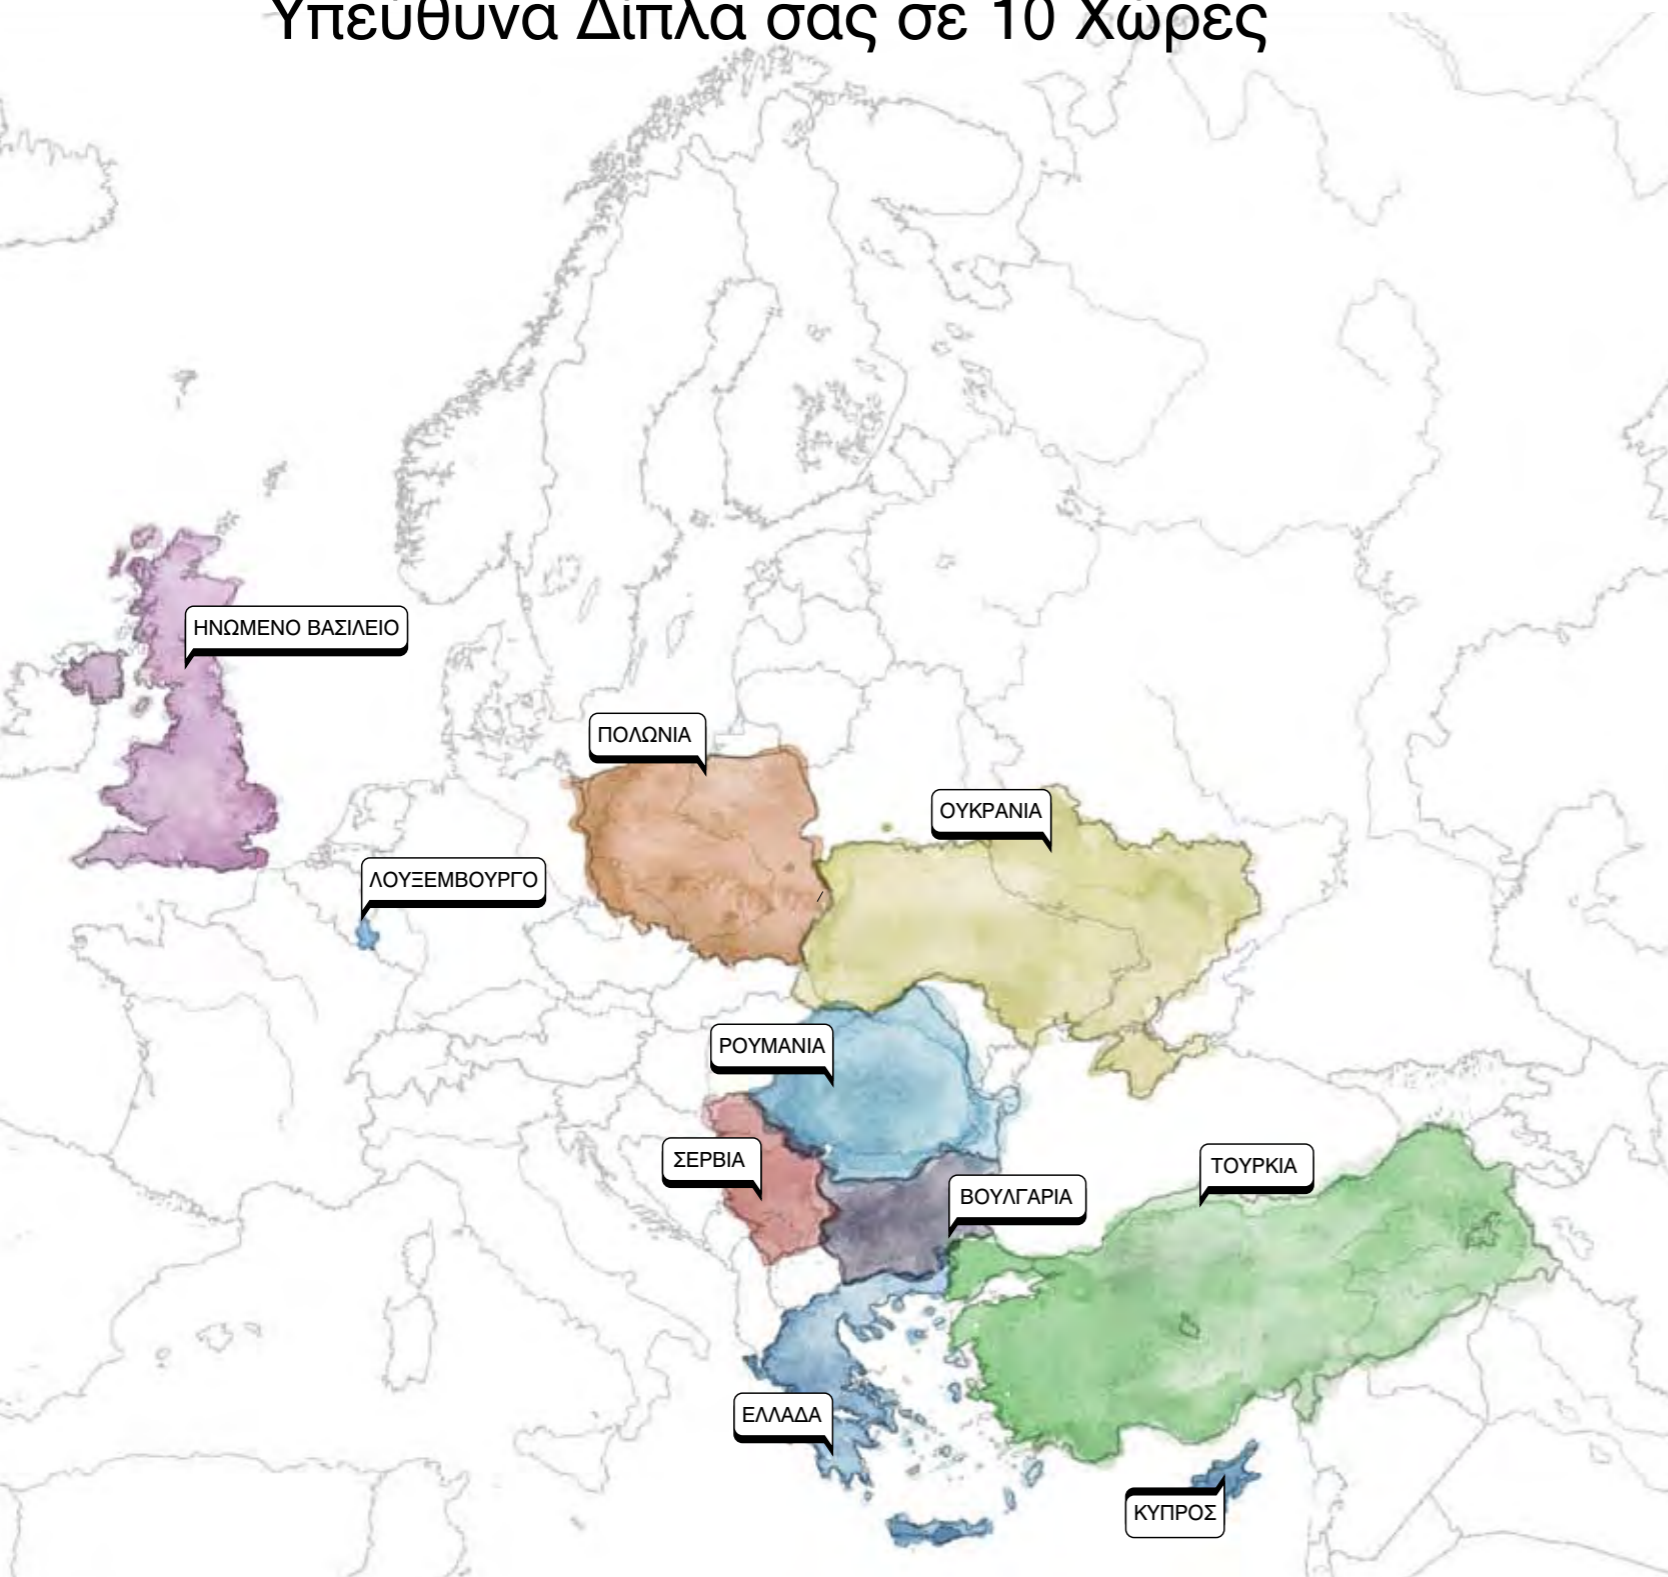 Υπεύθυνα Δίπλα σας σε 10 Χώρες
ΗΝΩΜΕΝΟ ΒΑΣΙΛΕΙΟ
ΠΟΛΩΝΙΑ
ΟΥΚΡΑΝΙΑ
ΛΟΥΞΕΜΒΟΥΡΓΟ
ΡΟΥΜΑΝΙΑ
ΣΕΡΒΙΑ
ΤΟΥΡΚΙΑ
ΒΟΥΛΓΑΡΙΑ
ΕΛΛΑΔΑ
ΚΥΠΡΟΣ